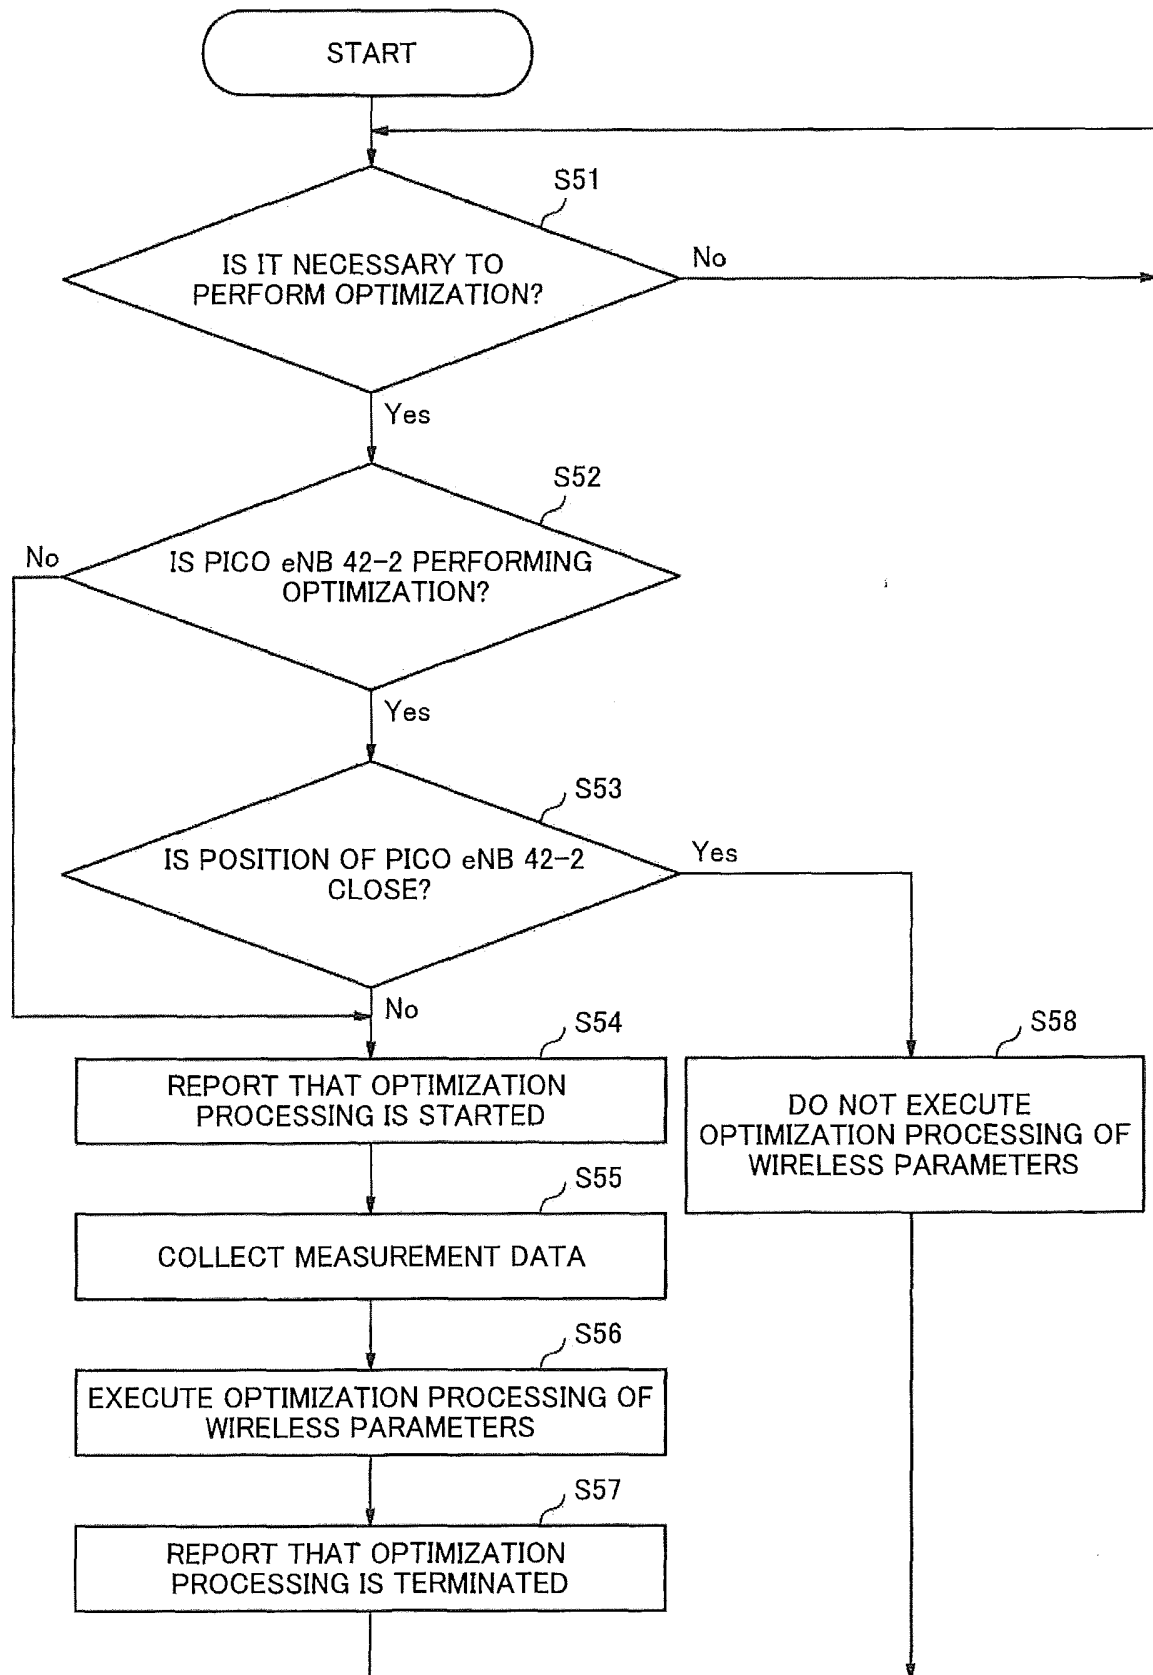 START
S51
IS IT NECESSARY TO
PERFORM OPTIMIZATION?
No
Yes
S52
No
IS PICO eNB 42-2 PERFORMING
OPTIMIZATION?
Yes
S53
IS POSITION OF PICO eNB 42-2
CLOSE?
Yes
No
S54
REPORT THAT OPTIMIZATION
PROCESSING IS STARTED
S58
DO NOT EXECUTE
OPTIMIZATION PROCESSING OF
WIRELESS PARAMETERS
S55
COLLECT MEASUREMENT DATA
S56
EXECUTE OPTIMIZATION PROCESSING OF
WIRELESS PARAMETERS
S57
REPORT THAT OPTIMIZATION
PROCESSING IS TERMINATED